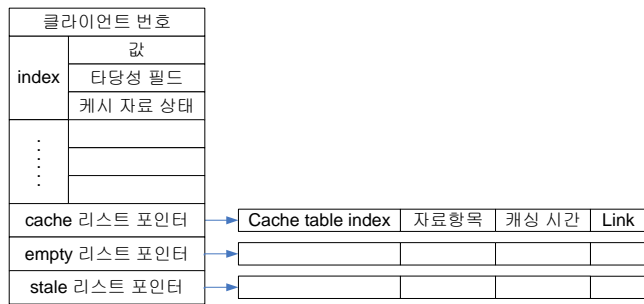 클라이언트 번호
index
값
타당성 필드
케시 자료 상태
cache 리스트 포인터
Cache table index
자료항목
캐싱 시간
Link
empty 리스트 포인터
stale 리스트 포인터